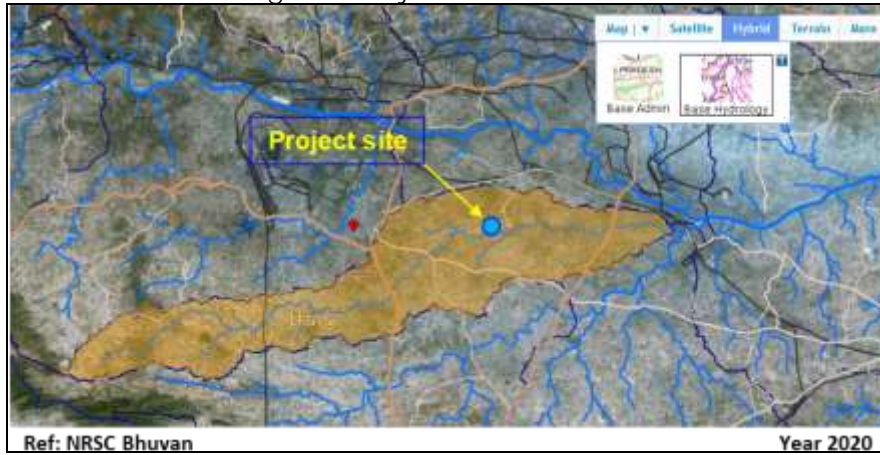 Map | ▼ Satellite Hybrid Terrain More
Base Admin Base Hydrology
Project site
Ref: NRSC Bhuvan Year 2020